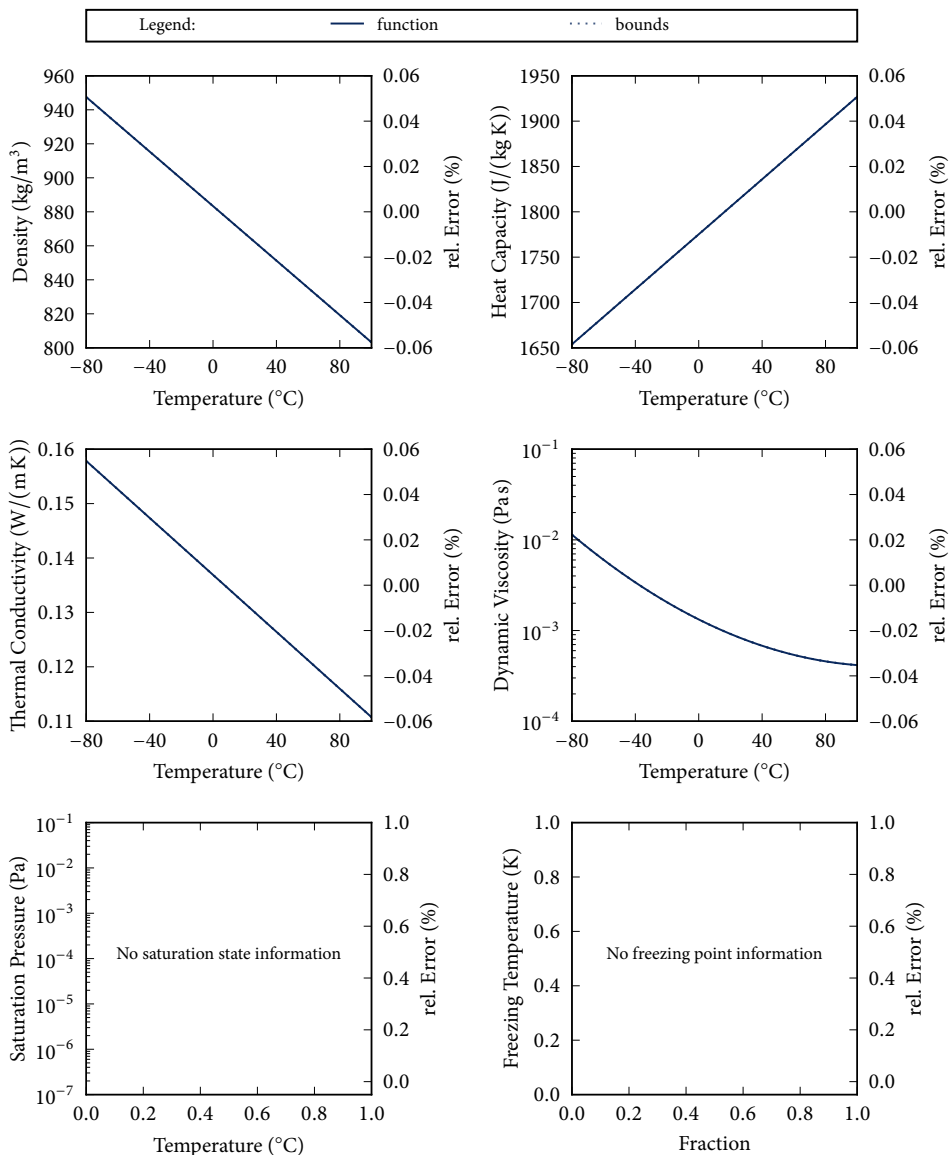 Legend: function bounds
960
940
920
900
880
860
840
820
800
Density (kg/m³)
0.06
0.04
0.02
0.00
−0.02
−0.04
−0.06
rel. Error (%)
−80 −40 0 40 80
Temperature (°C)
1950
1900
1850
1800
1750
1700
1650
Heat Capacity (J/(kg K))
0.06
0.04
0.02
0.00
−0.02
−0.04
−0.06
rel. Error (%)
−80 −40 0 40 80
Temperature (°C)
0.16
0.15
0.14
0.13
0.12
0.11
Thermal Conductivity (W/(m K))
0.06
0.04
0.02
0.00
−0.02
−0.04
−0.06
rel. Error (%)
−80 −40 0 40 80
Temperature (°C)
10⁻¹
10⁻²
10⁻³
10⁻⁴
Dynamic Viscosity (Pa s)
0.06
0.04
0.02
0.00
−0.02
−0.04
−0.06
rel. Error (%)
−80 −40 0 40 80
Temperature (°C)
10⁻¹
10⁻²
10⁻³
10⁻⁴
10⁻⁵
10⁻⁶
10⁻⁷
Saturation Pressure (Pa)
No saturation state information
1.0
0.8
0.6
0.4
0.2
0.0
rel. Error (%)
0.0 0.2 0.4 0.6 0.8 1.0
Temperature (°C)
1.0
0.8
0.6
0.4
0.2
0.0
Freezing Temperature (K)
No freezing point information
1.0
0.8
0.6
0.4
0.2
0.0
rel. Error (%)
0.0 0.2 0.4 0.6 0.8 1.0
Fraction